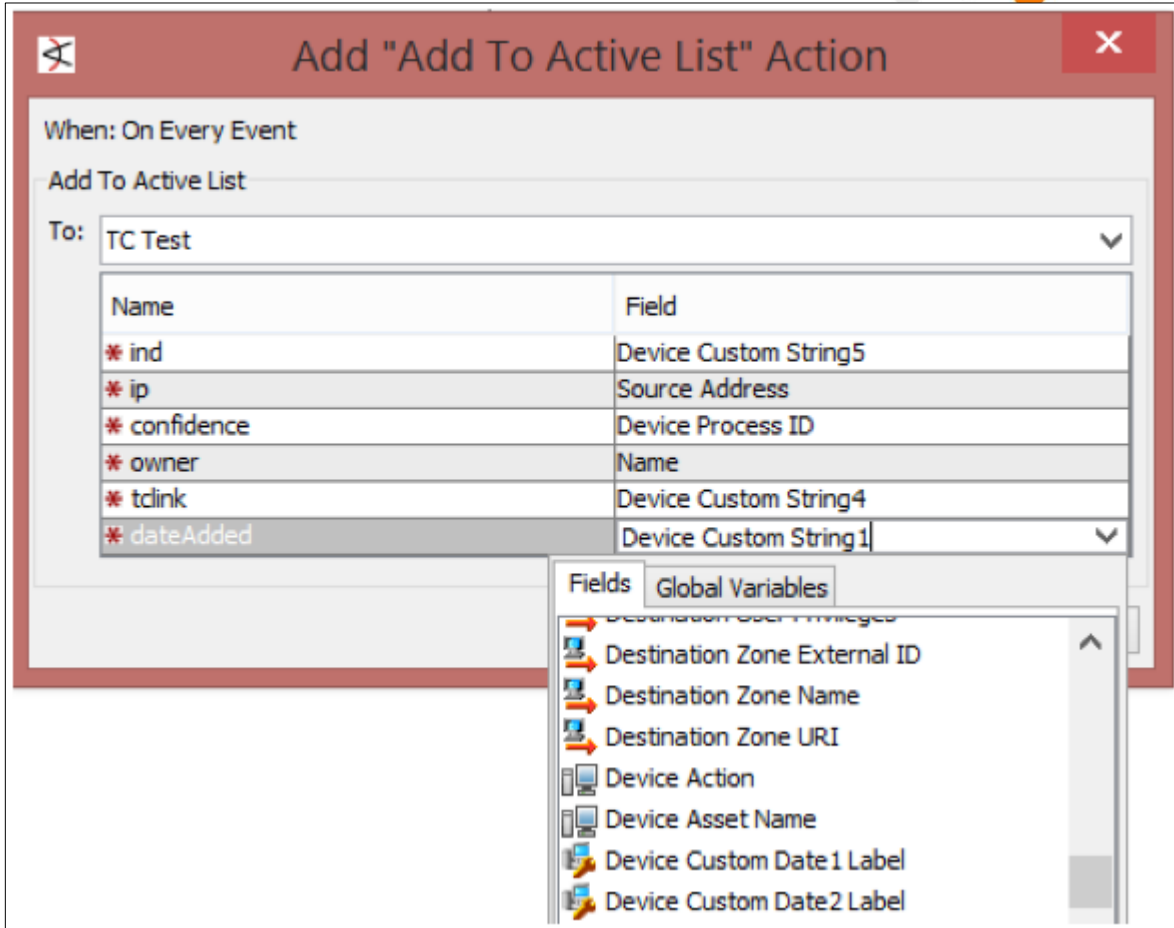 Add "Add To Active List" Action
When: On Every Event
Add To Active List
To: TC Test
Name Field
* ind Device Custom String5
* ip Source Address
* confidence Device Process ID
* owner Name
* tclink Device Custom String4
* dateAdded Device Custom String1
Fields Global Variables
Destination User Privileges
Destination Zone External ID
Destination Zone Name
Destination Zone URI
Device Action
Device Asset Name
Device Custom Date1 Label
Device Custom Date2 Label